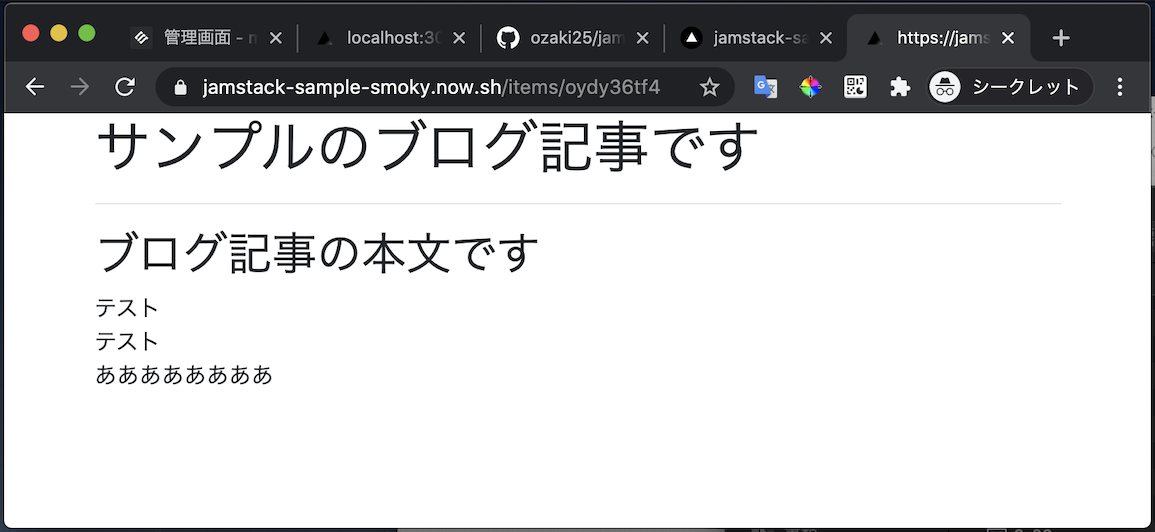 管理画面 - m
localhost:30
ozaki25/jam
jamstack-sa
https://jams
jamstack-sample-smoky.now.sh/items/oydy36tf4
シークレット
サンプルのブログ記事です
ブログ記事の本文です
テスト
テスト
ああああああああ